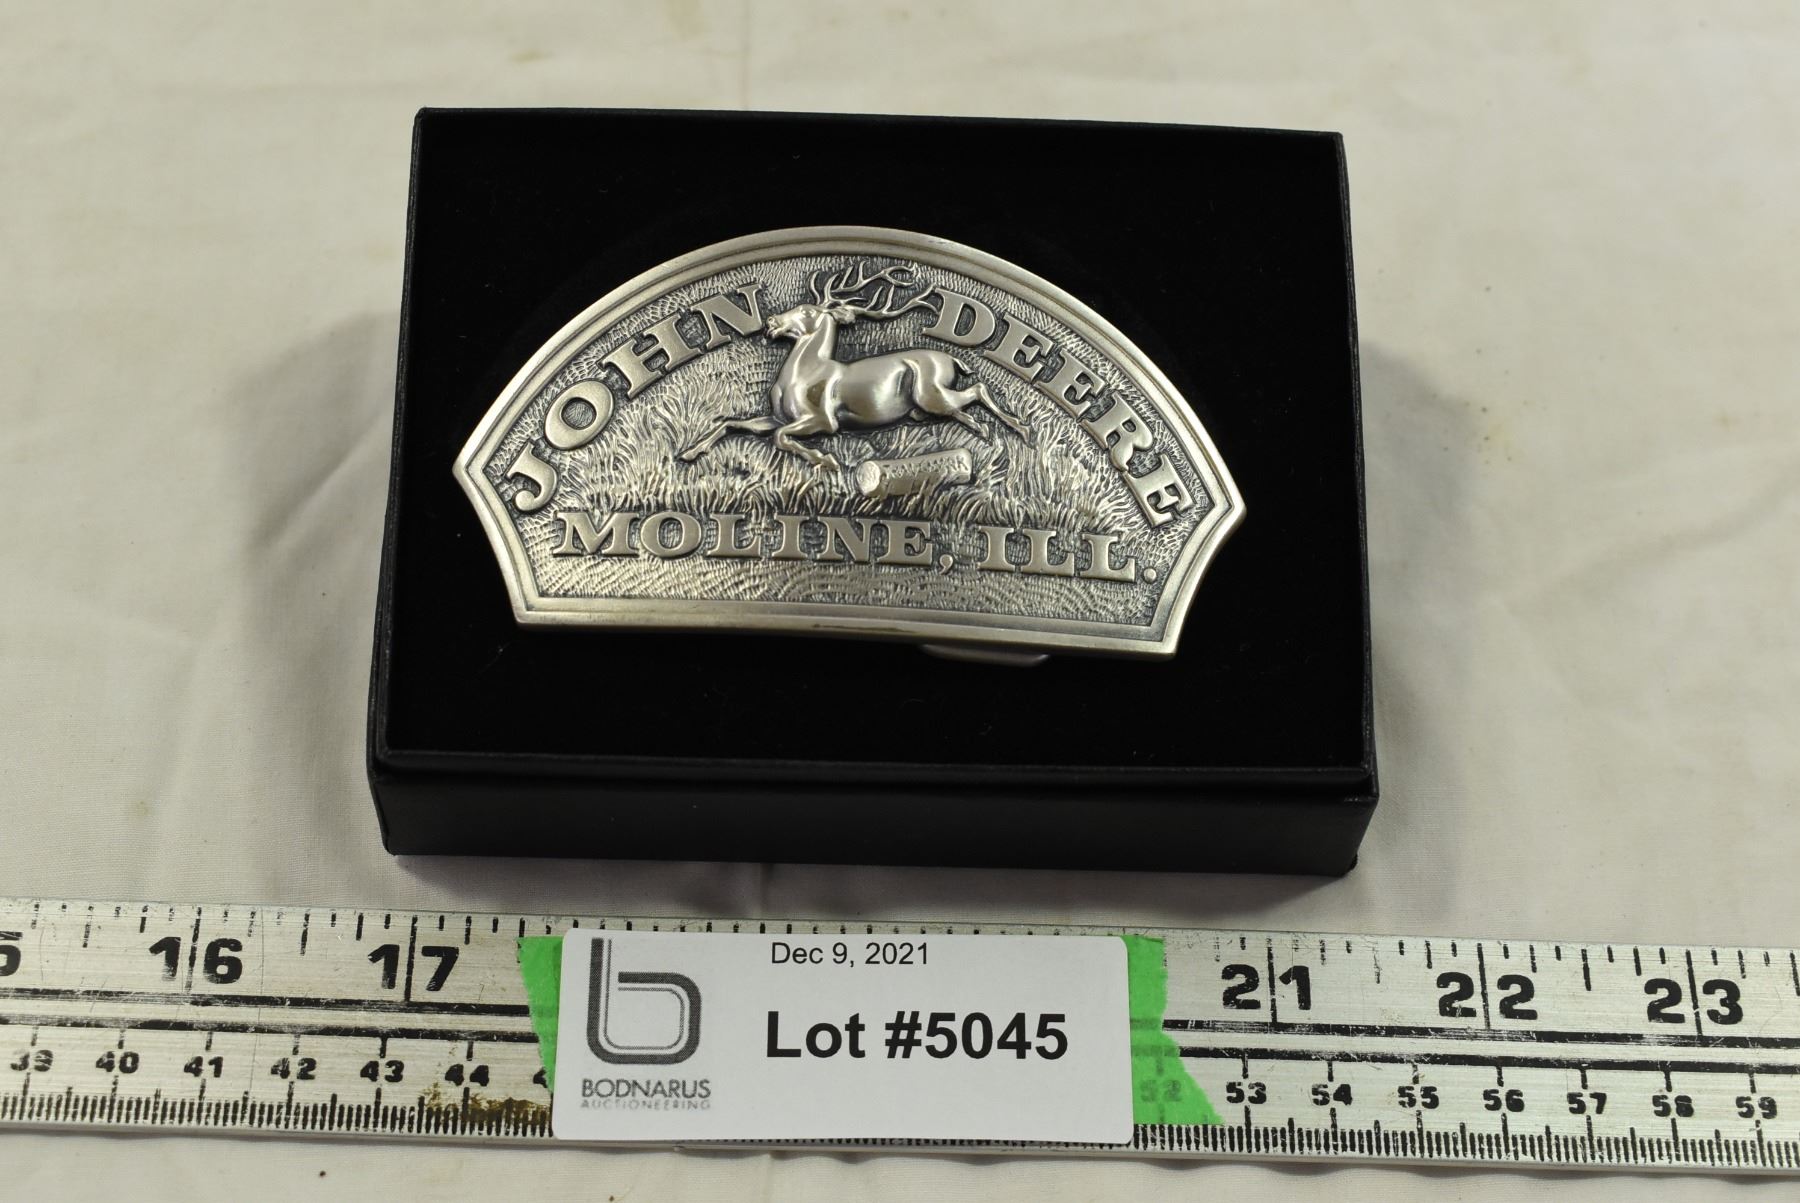 JOHN DEERE
MOLINE, ILL.
16 17 21 22 23
Dec 9, 2021
Lot #5045
BODNARUS
AUCTIONEERING
39 40 41 42 43 44 52 53 54 55 56 57 58 59